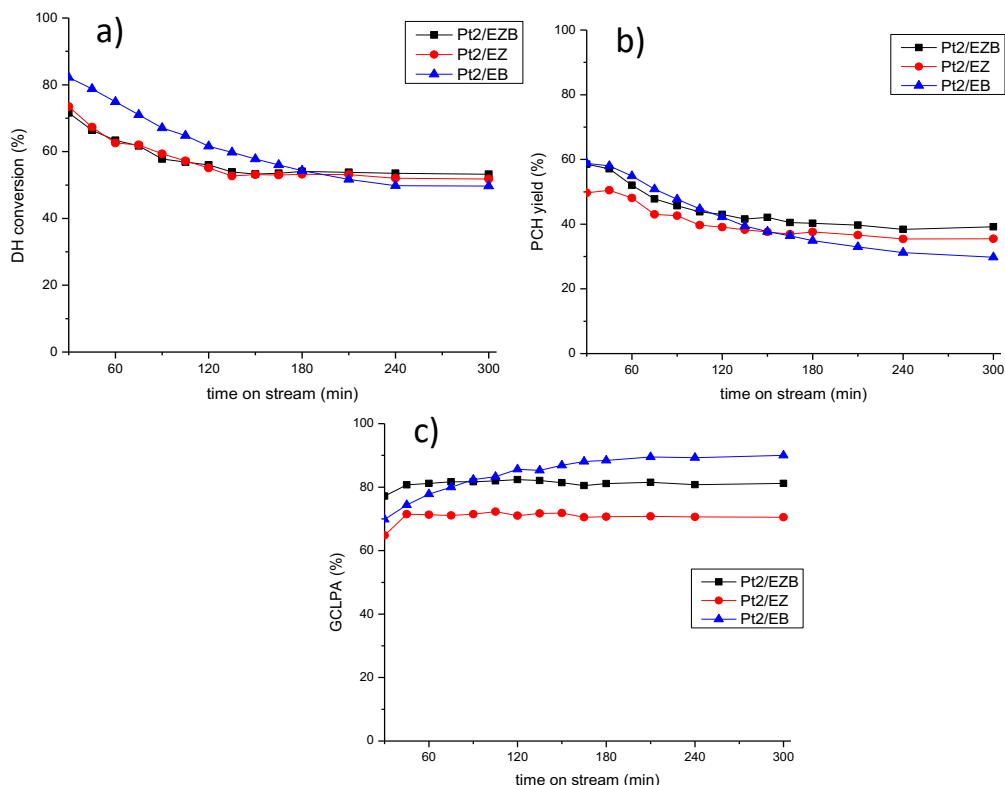 a)
Pt2/EZB
Pt2/EZ
Pt2/EB
100
80
60
40
20
0
DH conversion (%)
60 120 180 240 300
time on stream (min)
b)
Pt2/EZB
Pt2/EZ
Pt2/EB
100
80
60
40
20
0
PCH yield (%)
60 120 180 240 300
time on stream (min)
c)
Pt2/EZB
Pt2/EZ
Pt2/EB
100
80
60
40
20
0
GCLPA (%)
60 120 180 240 300
time on stream (min)